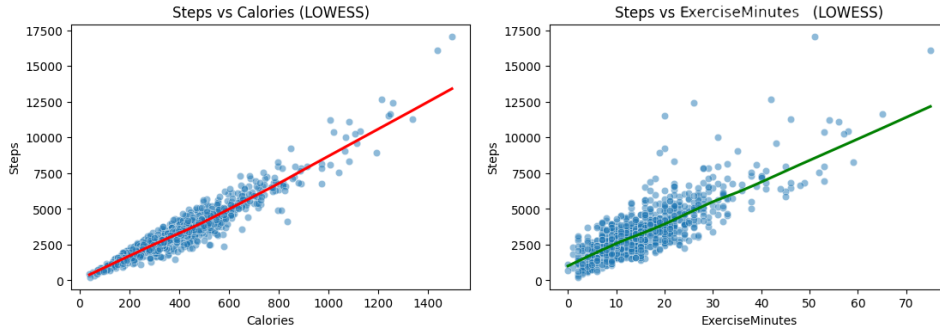 Steps vs Calories (LOWESS)
17500
15000
12500
10000
7500
5000
2500
0
Steps
0 200 400 600 800 1000 1200 1400
Calories
Steps vs ExerciseMinutes (LOWESS)
17500
15000
12500
10000
7500
5000
2500
0
Steps
0 10 20 30 40 50 60 70
ExerciseMinutes